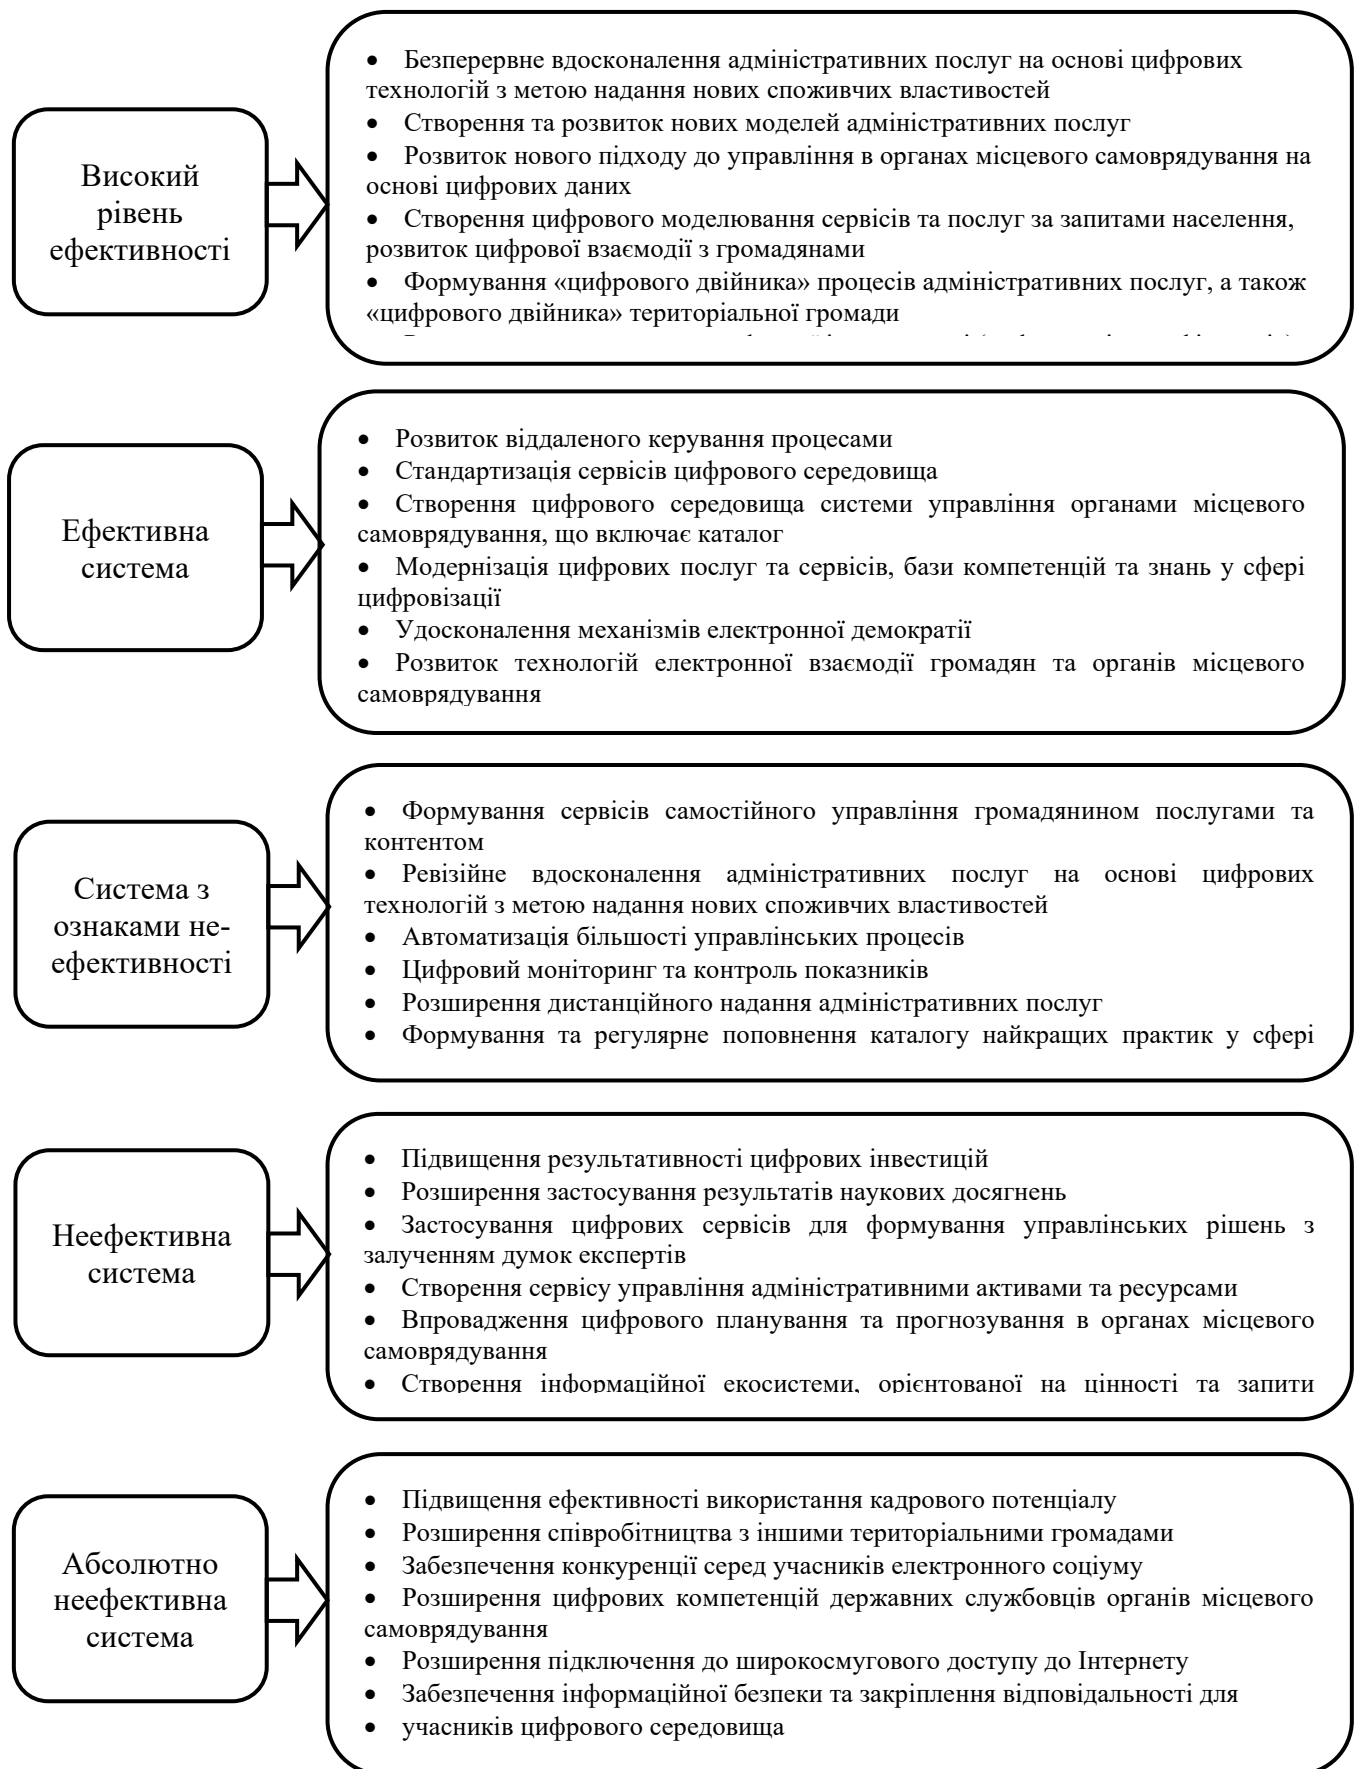 Високий
рівень
ефективності
• Безперервне вдосконалення адміністративних послуг на основі цифрових
технологій з метою надання нових споживчих властивостей
• Створення та розвиток нових моделей адміністративних послуг
• Розвиток нового підходу до управління в органах місцевого самоврядування на
основі цифрових даних
• Створення цифрового моделювання сервісів та послуг за запитами населення,
розвиток цифрової взаємодії з громадянами
• Формування «цифрового двійника» процесів адміністративних послуг, а також
«цифрового двійника» територіальної громади
Ефективна
система
• Розвиток віддаленого керування процесами
• Стандартизація сервісів цифрового середовища
• Створення цифрового середовища системи управління органами місцевого
самоврядування, що включає каталог
• Модернізація цифрових послуг та сервісів, бази компетенцій та знань у сфері
цифровізації
• Удосконалення механізмів електронної демократії
• Розвиток технологій електронної взаємодії громадян та органів місцевого
самоврядування
Система з
ознаками не-
ефективності
• Формування сервісів самостійного управління громадянином послугами та
контентом
• Ревізійне вдосконалення адміністративних послуг на основі цифрових
технологій з метою надання нових споживчих властивостей
• Автоматизація більшості управлінських процесів
• Цифровий моніторинг та контроль показників
• Розширення дистанційного надання адміністративних послуг
• Формування та регулярне поповнення каталогу найкращих практик у сфері
Неефективна
система
• Підвищення результативності цифрових інвестицій
• Розширення застосування результатів наукових досягнень
• Застосування цифрових сервісів для формування управлінських рішень з
залученням думок експертів
• Створення сервісу управління адміністративними активами та ресурсами
• Впровадження цифрового планування та прогнозування в органах місцевого
самоврядування
• Створення інформаційної екосистеми, орієнтованої на цінності та запити
Абсолютно
неефективна
система
• Підвищення ефективності використання кадрового потенціалу
• Розширення співробітництва з іншими територіальними громадами
• Забезпечення конкуренції серед учасників електронного соціуму
• Розширення цифрових компетенцій державних службовців органів місцевого
самоврядування
• Розширення підключення до широкосмугового доступу до Інтернету
• Забезпечення інформаційної безпеки та закріплення відповідальності для
• учасників цифрового середовища